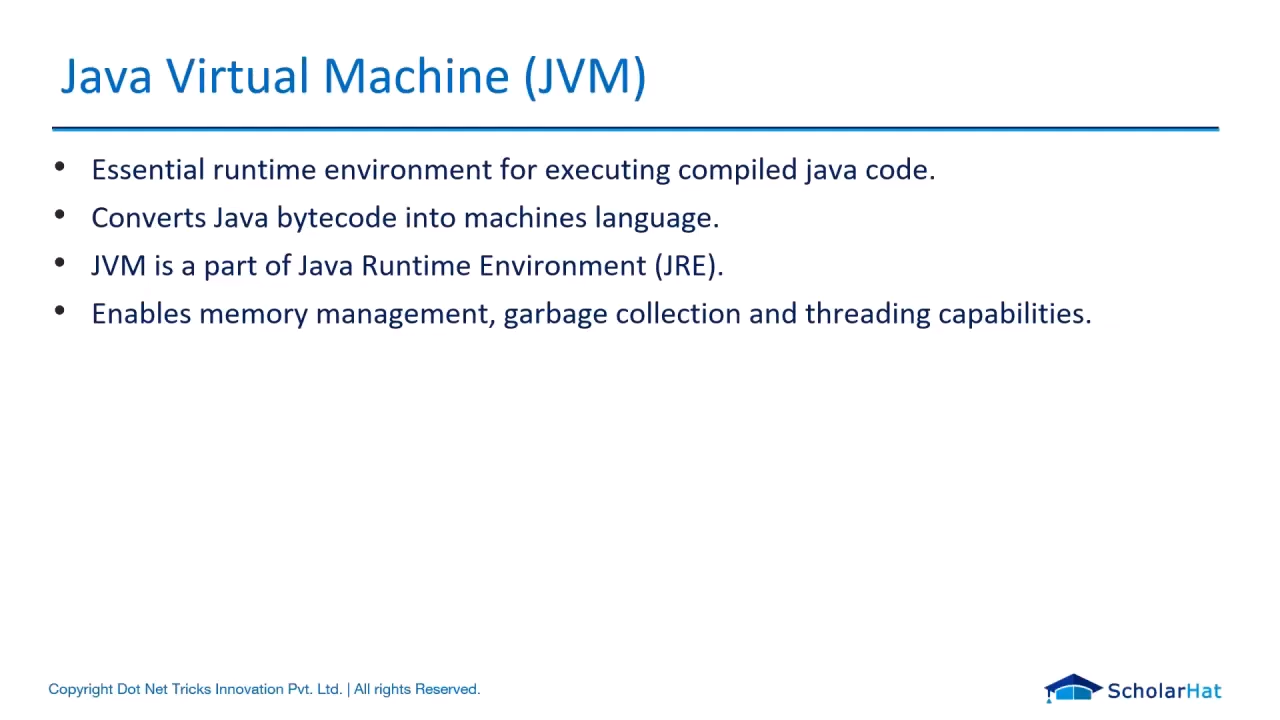 Java Virtual Machine (JVM)
• Essential runtime environment for executing compiled java code.
• Converts Java bytecode into machines language.
• JVM is a part of Java Runtime Environment (JRE).
• Enables memory management, garbage collection and threading capabilities.
Copyright Dot Net Tricks Innovation Pvt. Ltd. | All rights Reserved.
ScholarHat